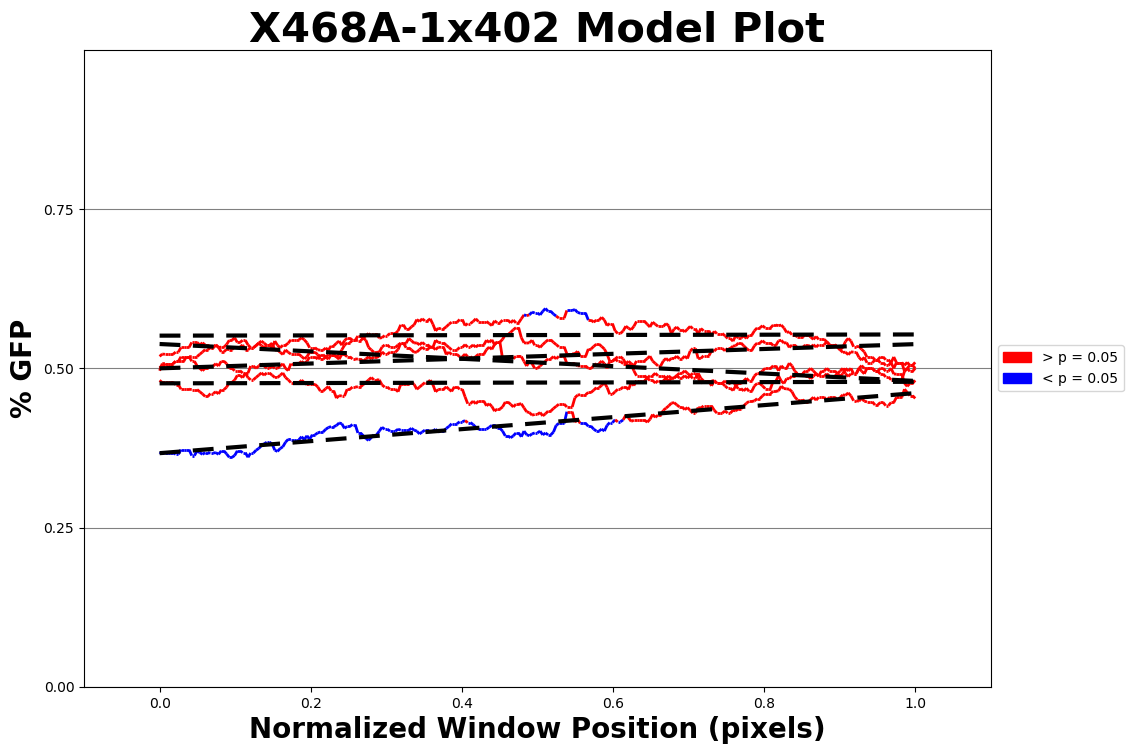 X468A-1x402 Model Plot
% GFP
0.75
0.50
0.25
0.00
0.0 0.2 0.4 0.6 0.8 1.0
Normalized Window Position (pixels)
> p = 0.05
< p = 0.05